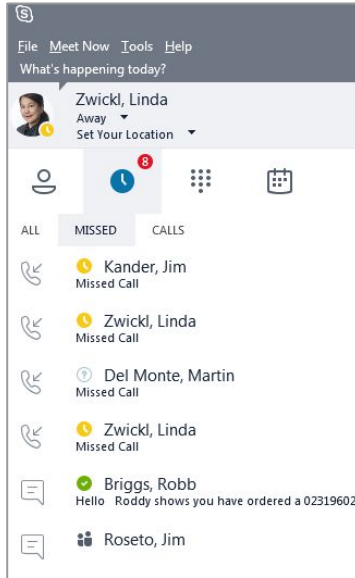 File Meet Now Tools Help
What's happening today?
Zwickl, Linda
Away
Set Your Location
8
ALL MISSED CALLS
Kander, Jim
Missed Call
Zwickl, Linda
Missed Call
? Del Monte, Martin
Missed Call
Zwickl, Linda
Missed Call
Briggs, Robb
Hello Roddy shows you have ordered a 02319602
Roseto, Jim